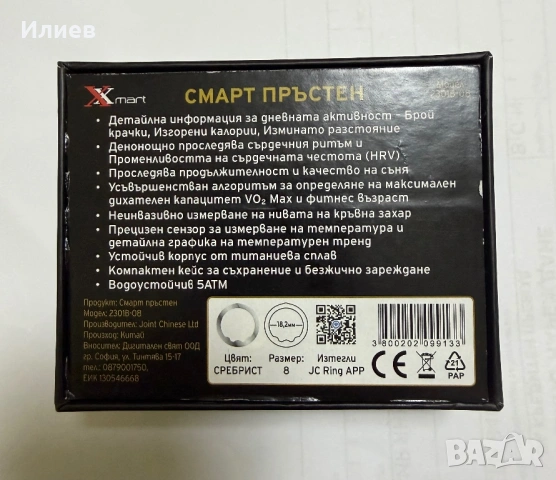 Илиев
Xmart
СМАРТ ПРЪСТЕН
2301B-08
• Детайлна информация за дневната активност - Брой
крачки, Изгорени калории, Изминато разстояние
• Денонощно проследява сърдечния ритъм и
Променливостта на сърдечната честота (HRV)
• Проследява продължителност и качество на съня
• Усъвършенстван алгоритъм за определяне на максимален
дихателен капацитет VO₂ Max и фитнес възраст
• Неинвазивно измерване на нивата на кръвна захар
• Прецизен сензор за измерване на температура и
детайлна графика на температурен тренд
• Устойчив корпус от титаниева сплав
• Компактен кейс за съхранение и безжично зареждане
• Водоустойчив 5ATM
Продукт: Смарт пръстен
Модел: 2301B-08
Производител: Joint Chinese Ltd
Произход: Китай
Вносител: Дигитален свят ООД
гр. София, ул. Тинтява 15-17
тел.: 0879001750,
ЕИК 130546668
18,2мм
Цвят:
СРЕБРИСТ
Размер:
8
Изтегли
JC Ring APP
3 800202 099133
CE
21
PAP
BAZAR